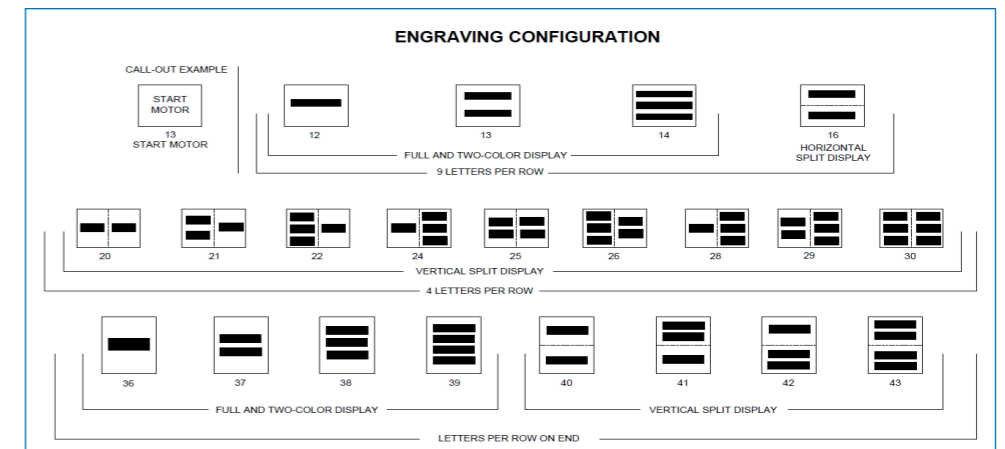 ENGRAVING CONFIGURATION
CALL-OUT EXAMPLE
START
MOTOR
13
START MOTOR
12
13
14
16
HORIZONTAL
SPLIT DISPLAY
FULL AND TWO-COLOR DISPLAY
9 LETTERS PER ROW
20
21
22
24
25
26
28
29
30
VERTICAL SPLIT DISPLAY
4 LETTERS PER ROW
36
37
38
39
40
41
42
43
FULL AND TWO-COLOR DISPLAY
VERTICAL SPLIT DISPLAY
LETTERS PER ROW ON END